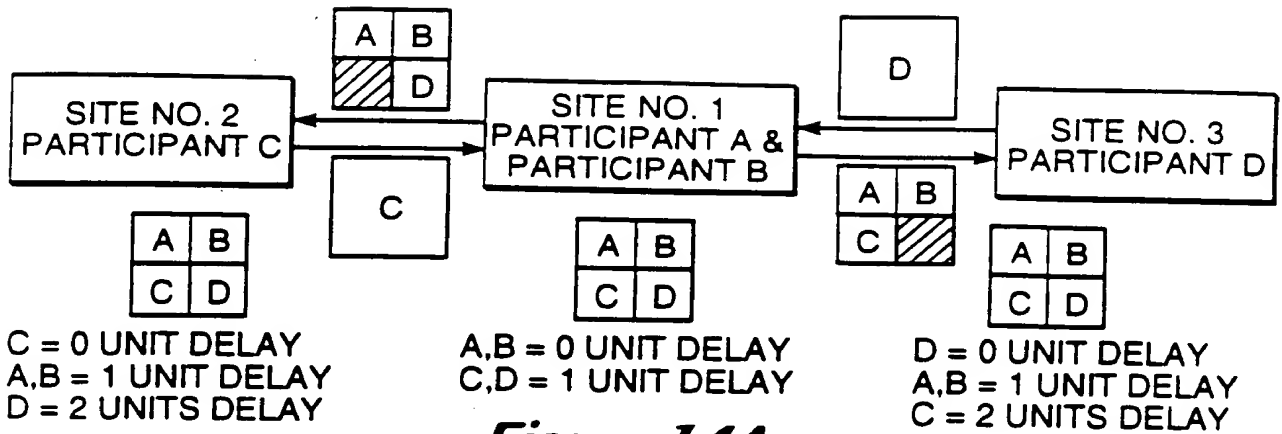 A B
D
D
SITE NO. 2
PARTICIPANT C
SITE NO. 1
PARTICIPANT A &
PARTICIPANT B
SITE NO. 3
PARTICIPANT D
C
A B
C
A B
C D
A B
C D
A B
C D
C = 0 UNIT DELAY
A,B = 1 UNIT DELAY
D = 2 UNITS DELAY
A,B = 0 UNIT DELAY
C,D = 1 UNIT DELAY
D = 0 UNIT DELAY
A,B = 1 UNIT DELAY
C = 2 UNITS DELAY